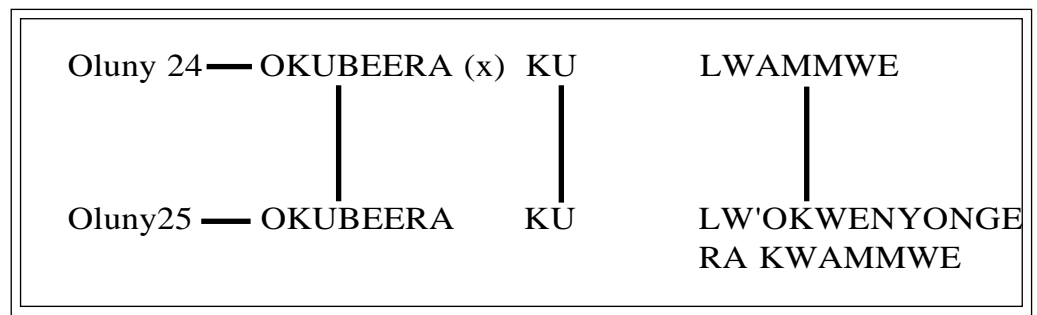 Oluny 24 OKUBEERA (x) KU LWAMMWE
Oluny25 OKUBEERA KU LW'OKWENYONGE
RA KWAMMWE